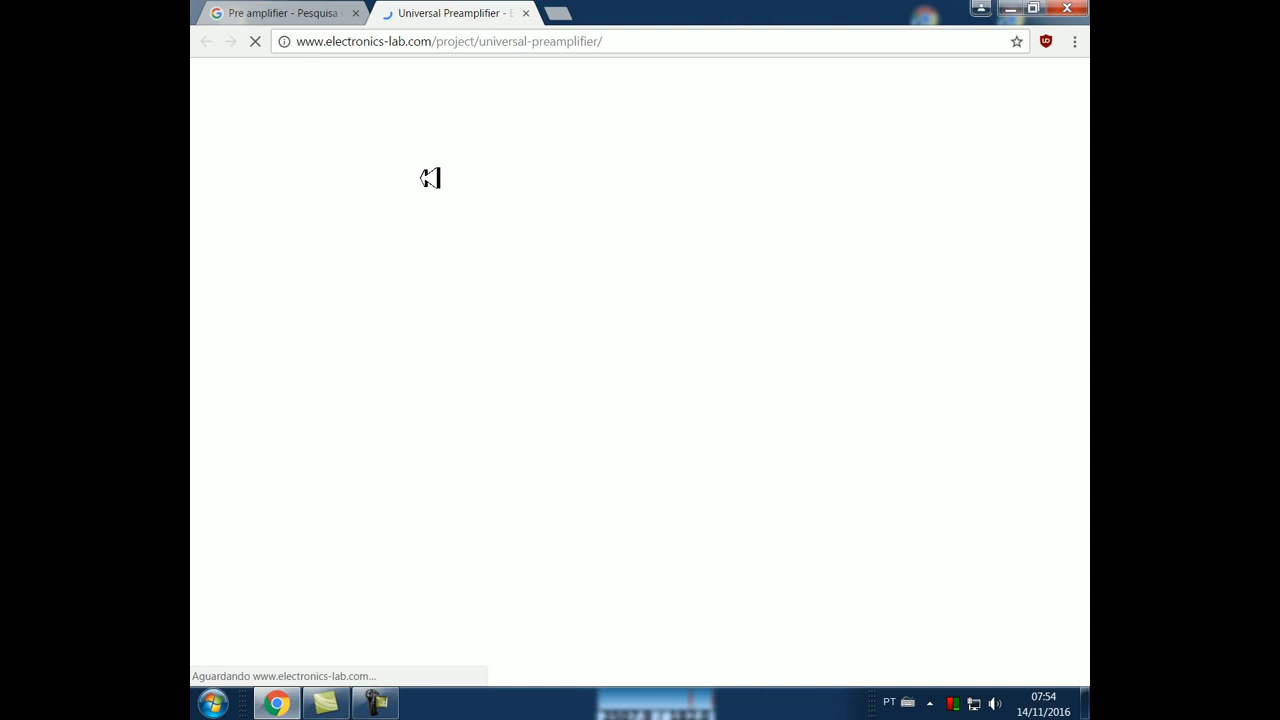 Pre amplifier - Pesquisa
Universal Preamplifier - E
www.electronics-lab.com/project/universal-preamplifier/
Aguardando www.electronics-lab.com...
PT
07:54
14/11/2016